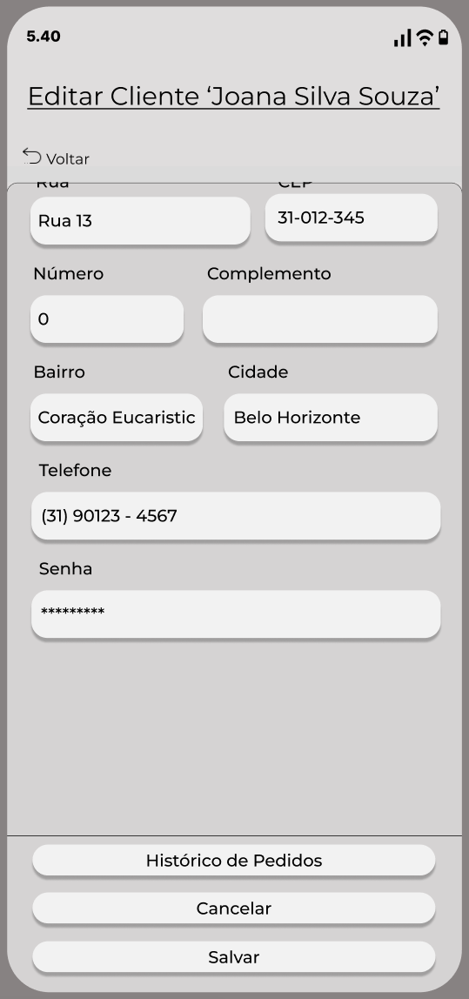 5.40
Editar Cliente ‘Joana Silva Souza’
Voltar
Rua CEP
Rua 13 31-012-345
Número Complemento
0
Bairro Cidade
Coração Eucaristic Belo Horizonte
Telefone
(31) 90123 - 4567
Senha
*********
Histórico de Pedidos
Cancelar
Salvar